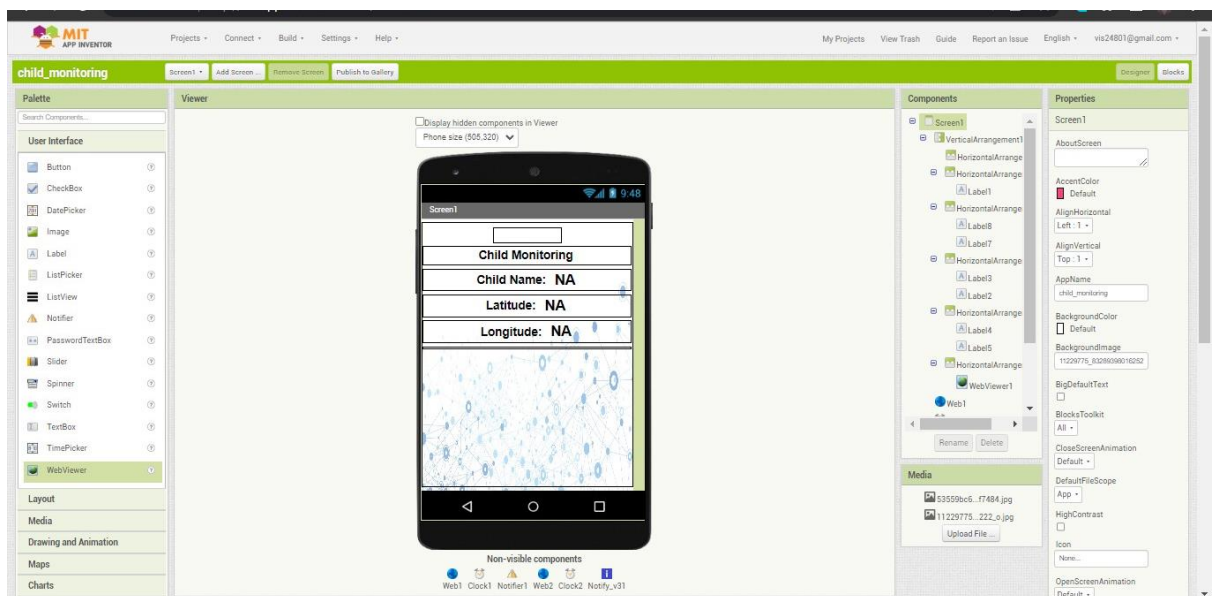 MIT
APP INVENTOR
Projects Connect Build Settings Help
My Projects View Trash Guide Report an Issue English vis24801@gmail.com
child_monitoring
Screen1 Add Screen ... Remove Screen Publish to Gallery
Designer Blocks
Palette
Search Components...
User Interface
Button
CheckBox
DatePicker
Image
Label
ListPicker
ListView
Notifier
PasswordTextBox
Slider
Spinner
Switch
TextBox
TimePicker
WebViewer
Layout
Media
Drawing and Animation
Maps
Charts
Viewer
Display hidden components in Viewer
Phone size (505,320)
9:48
Screen1
Child Monitoring
Child Name: NA
Latitude: NA
Longitude: NA
Non-visible components
Web1 Clock1 Notifier1 Web2 Clock2 Notify_v31
Components
Screen1
VerticalArrangement1
HorizontalArrange
HorizontalArrange
Label1
HorizontalArrange
Label8
Label7
HorizontalArrange
Label3
Label2
HorizontalArrange
Label4
Label5
HorizontalArrange
WebViewer1
Web1
Rename Delete
Media
53559bc6...f7484.jpg
11229775...222_o.jpg
Upload File ...
Properties
Screen1
AboutScreen
AccentColor
Default
AlignHorizontal
Left : 1
AlignVertical
Top : 1
AppName
child_monitoring
BackgroundColor
Default
BackgroundImage
BigDefaultText
BlocksToolkit
All
CloseScreenAnimation
Default
DefaultFileScope
App
HighContrast
Icon
None...
OpenScreenAnimation
Default